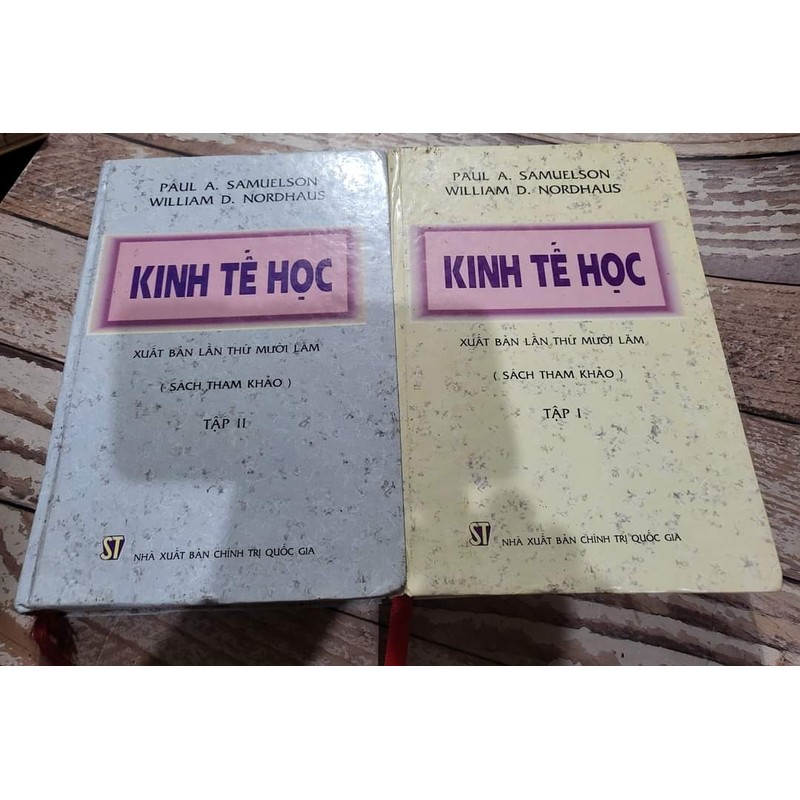 PAUL A. SAMUELSON
WILLIAM D. NORDHAUS
KINH TẾ HỌC
XUẤT BẢN LẦN THỨ MƯỜI LĂM
( SÁCH THAM KHẢO )
TẬP II
ST
NHÀ XUẤT BẢN CHÍNH TRỊ QUỐC GIA
PAUL A. SAMUELSON
WILLIAM D. NORDHAUS
KINH TẾ HỌC
XUẤT BẢN LẦN THỨ MƯỜI LĂM
( SÁCH THAM KHẢO )
TẬP I
ST
NHÀ XUẤT BẢN CHÍNH TRỊ QUỐC GIA